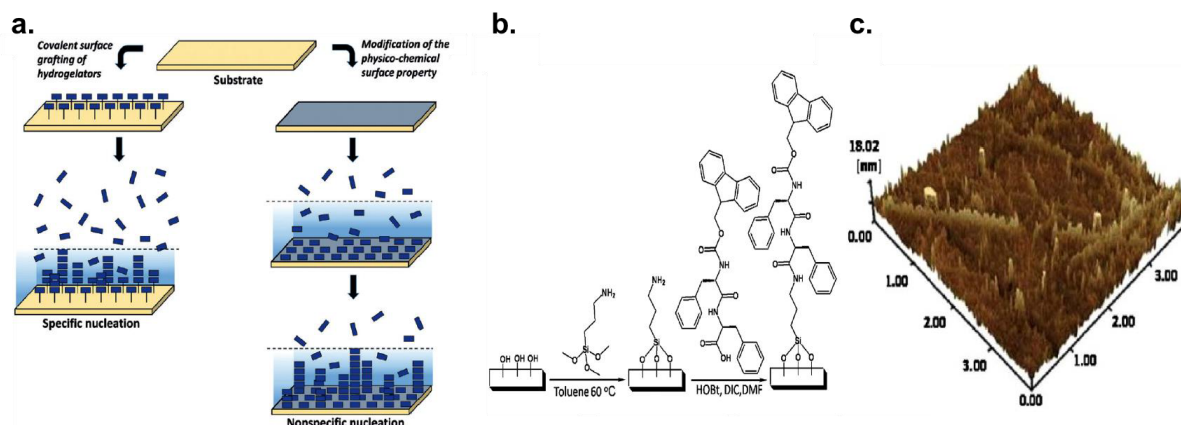 a.
Covalent surface
grafting of
hydrogelators
Substrate
Modification of the
physico-chemical
surface property
Specific nucleation
Nonspecific nucleation
b.
OH OH OH
NH₂
Si
O
O
O
Toluene 60 °C
NH₂
Si
O O O
HOBt, DIC,DMF
O
O
NH
O
NH
O
OH
O
O
NH
O
NH
O
HN
Si
O O O
c.
18.02
[nm]
0.00
1.00
2.00
3.00
0.00
1.00
2.00
3.00